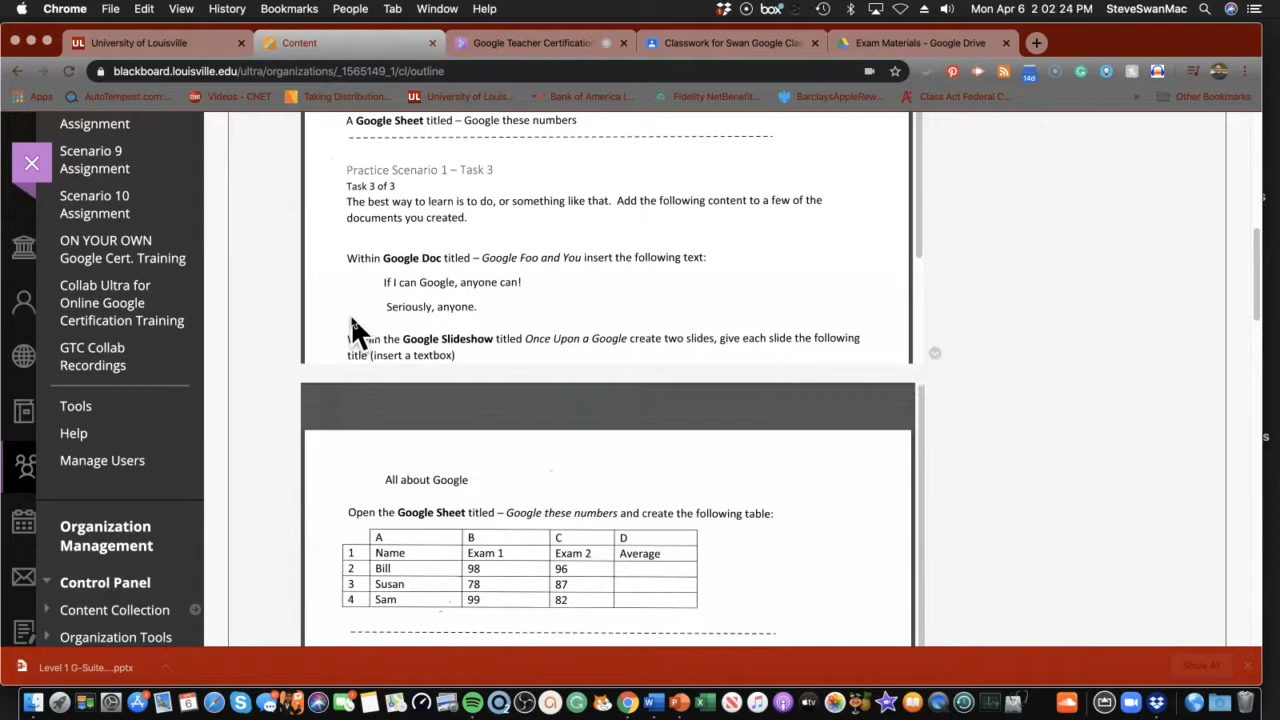 Chrome File Edit View History Bookmarks People Tab Window Help box Mon Apr 6 2:02:24 PM SteveSwanMac
University of Louisville Content Google Teacher Certification Classwork for Swan Google Cla Exam Materials - Google Drive
blackboard.louisville.edu/ultra/organizations/_1565149_1/cl/outline 14d
Apps AutoTempest.com:... Videos - CNET Taking Distribution... UL University of Louis... Bank of America |... Fidelity NetBenefit... BarclaysAppleRew... Class Act Federal C... » Other Bookmarks
Assignment
Scenario 9
Assignment
Scenario 10
Assignment
ON YOUR OWN
Google Cert. Training
Collab Ultra for
Online Google
Certification Training
GTC Collab
Recordings
Tools
Help
Manage Users
Organization
Management
Control Panel
Content Collection
Organization Tools
A Google Sheet titled – Google these numbers
Practice Scenario 1 – Task 3
Task 3 of 3
The best way to learn is to do, or something like that. Add the following content to a few of the
documents you created.
Within Google Doc titled – Google Foo and You insert the following text:
If I can Google, anyone can!
Seriously, anyone.
the Google Slideshow titled Once Upon a Google create two slides, give each slide the following
title (insert a textbox)
All about Google
Open the Google Sheet titled – Google these numbers and create the following table:
A B C D
1 Name Exam 1 Exam 2 Average
2 Bill 98 96
3 Susan 78 87
4 Sam 99 82
Level 1 G-Suite....pptx
Show All